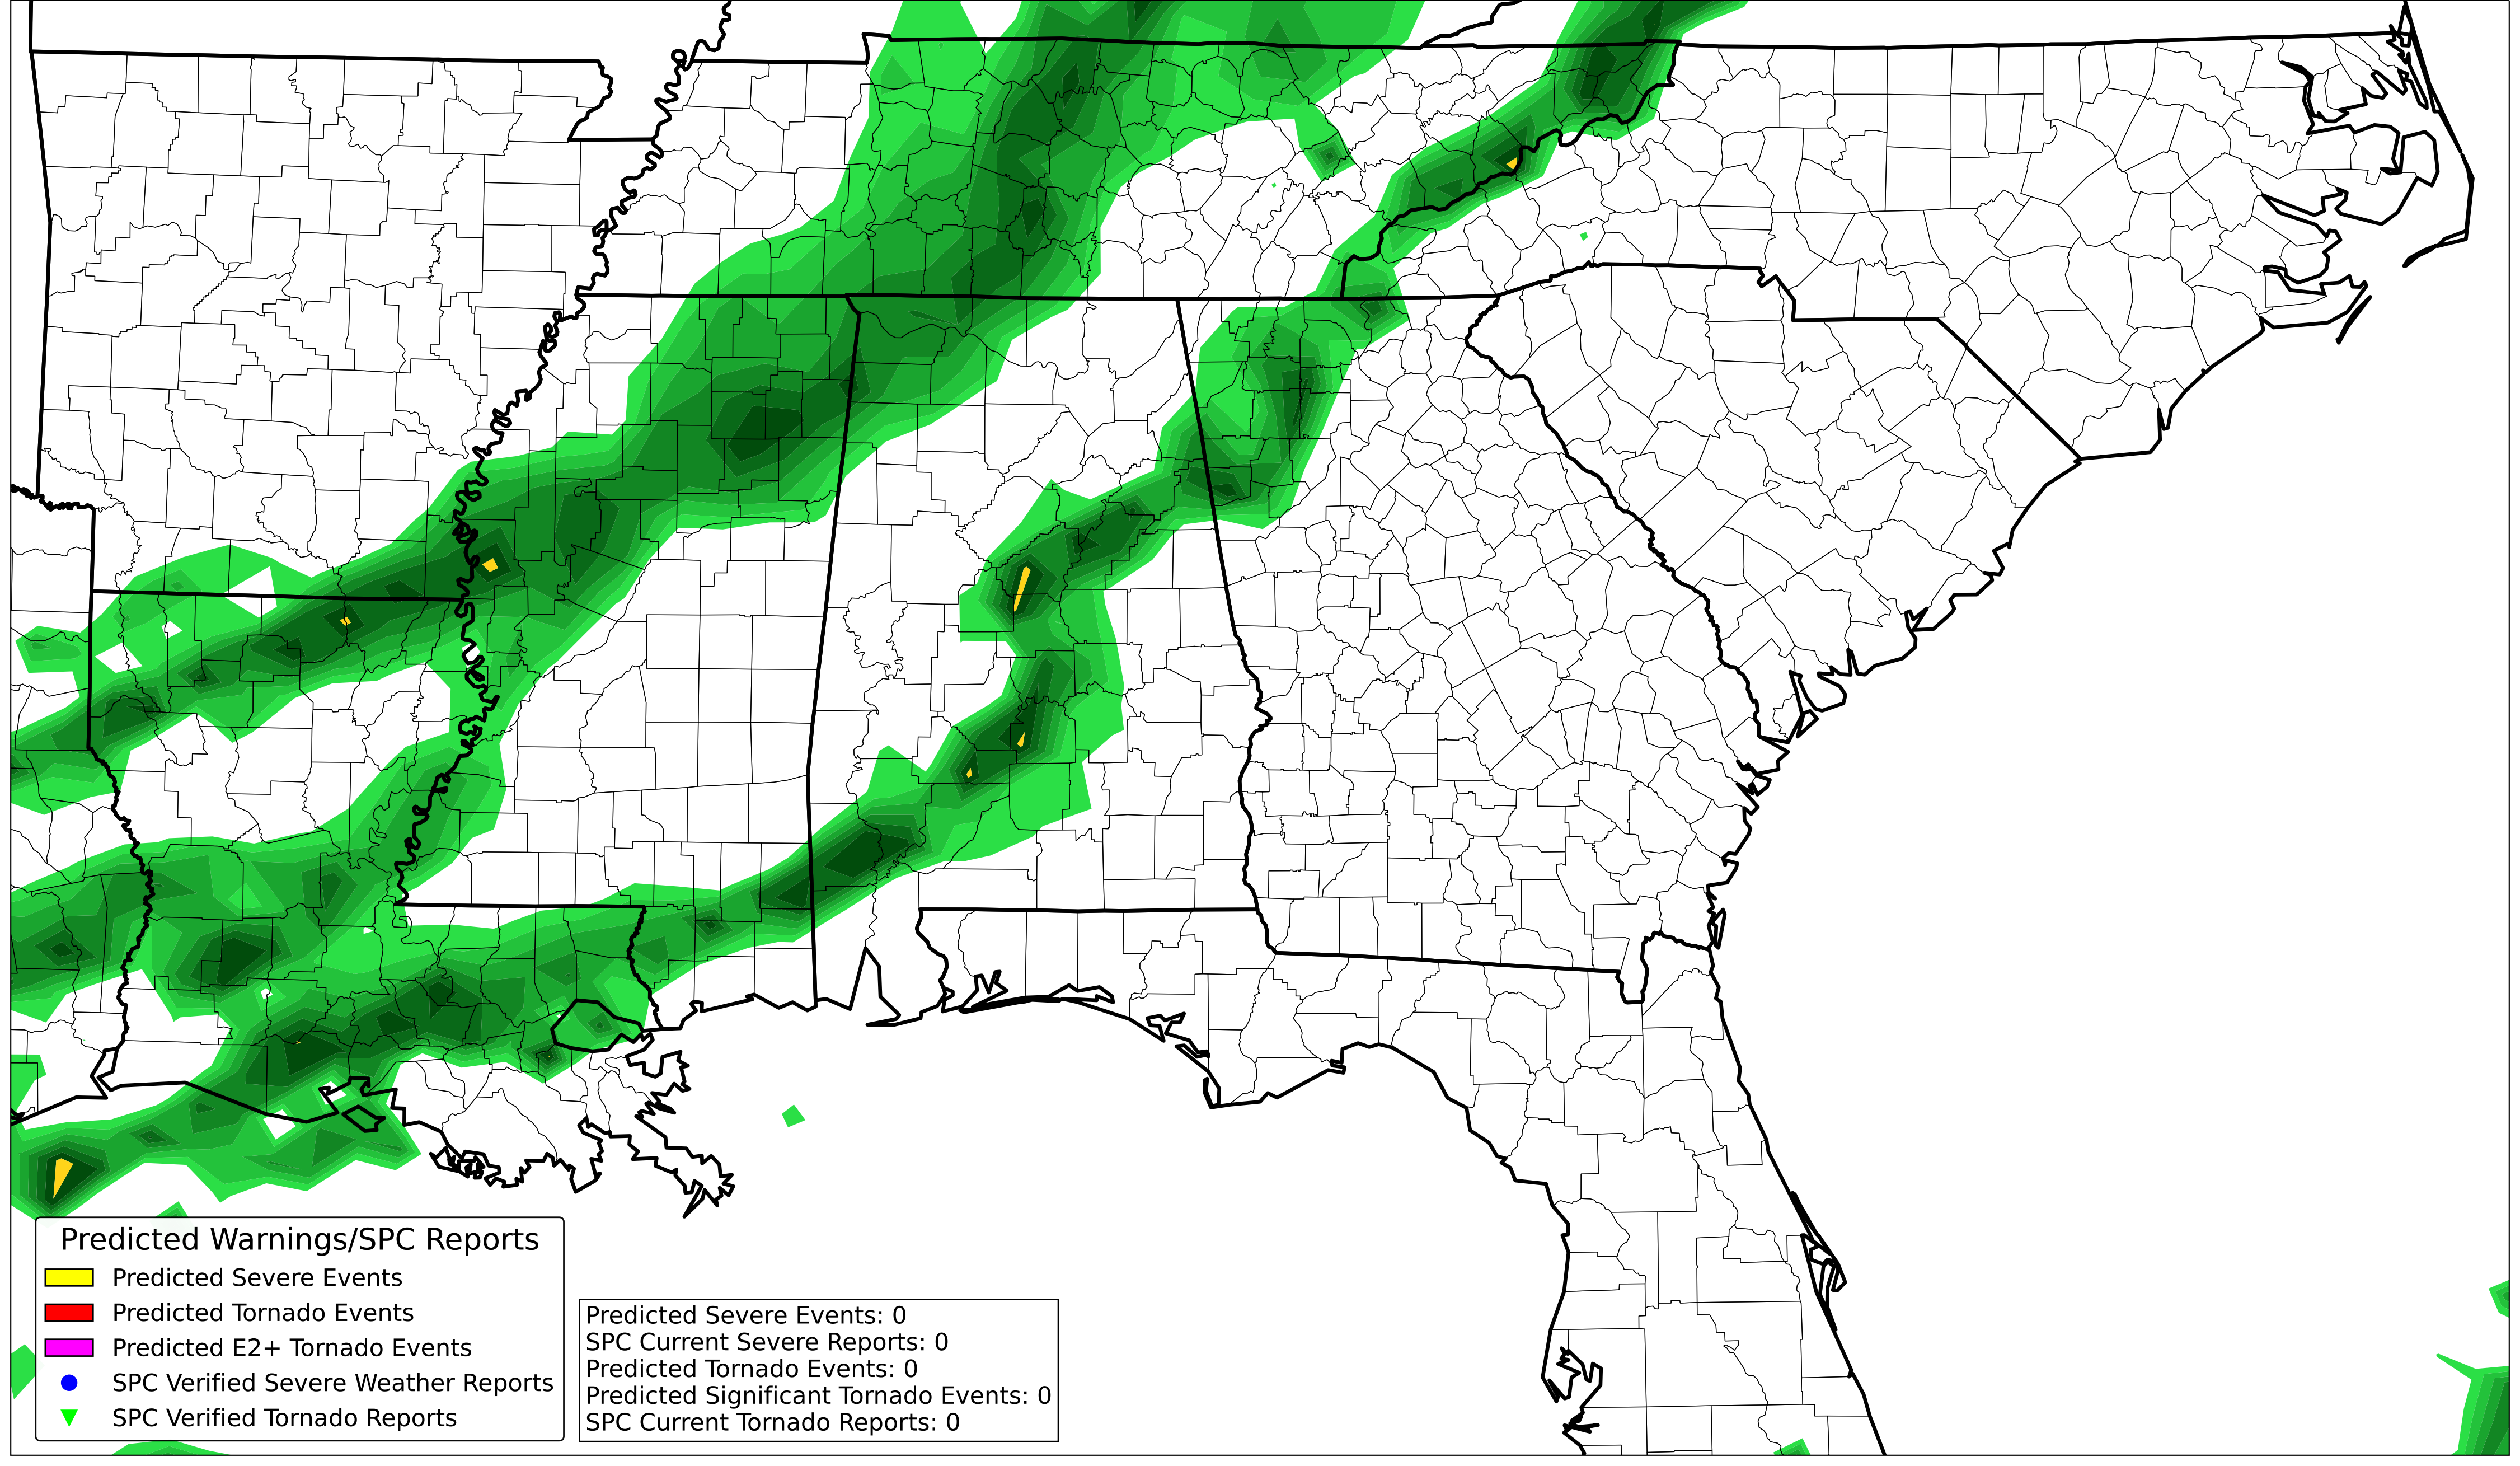 Predicted Warnings/SPC Reports
Predicted Severe Events
Predicted Tornado Events
Predicted E2+ Tornado Events
SPC Verified Severe Weather Reports
SPC Verified Tornado Reports
Predicted Severe Events: 0
SPC Current Severe Reports: 0
Predicted Tornado Events: 0
Predicted Significant Tornado Events: 0
SPC Current Tornado Reports: 0